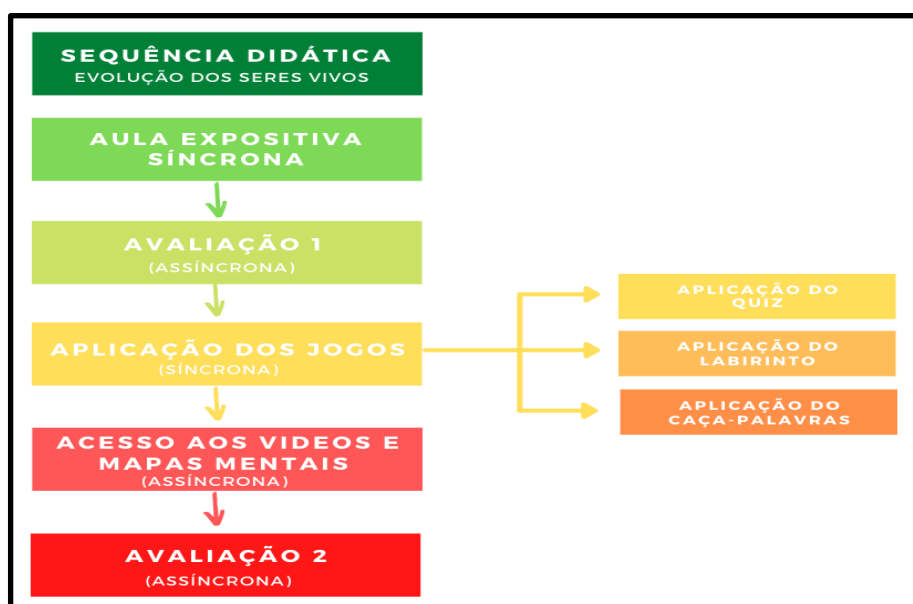 SEQUÊNCIA DIDÁTICA
EVOLUÇÃO DOS SERES VIVOS
AULA EXPOSITIVA
SÍNCRONA
AVALIAÇÃO 1
(ASSÍNCRONA)
APLICAÇÃO DOS JOGOS
(SÍNCRONA)
APLICAÇÃO DO
QUIZ
APLICAÇÃO DO
LABIRINTO
APLICAÇÃO DO
CAÇA-PALAVRAS
ACESSO AOS VIDEOS E
MAPAS MENTAIS
(ASSÍNCRONA)
AVALIAÇÃO 2
(ASSÍNCRONA)